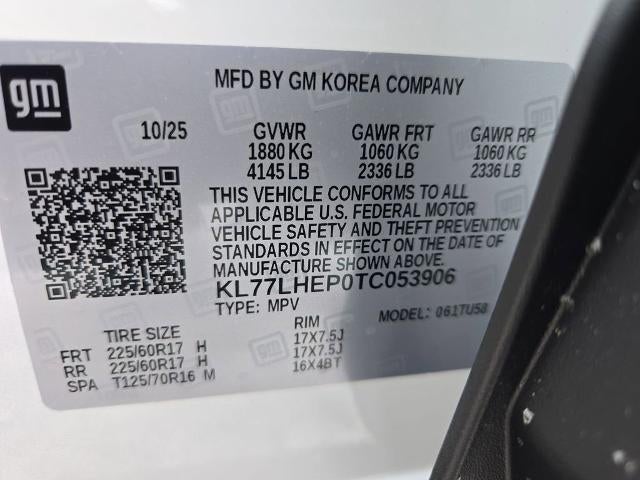 gm
MFD BY GM KOREA COMPANY
10/25 GVWR GAWR FRT GAWR RR
1880 KG 1060 KG 1060 KG
4145 LB 2336 LB 2336 LB
THIS VEHICLE CONFORMS TO ALL
APPLICABLE U.S. FEDERAL MOTOR
VEHICLE SAFETY AND THEFT PREVENTION
STANDARDS IN EFFECT ON THE DATE OF
MANUFACTURE SHOWN ABOVE.
KL77LHEP0TC053906
TYPE: MPV MODEL: 061TU58
TIRE SIZE RIM
FRT 225/60R17 H 17X7.5J
RR 225/60R17 H 17X7.5J
SPA T125/70R16 M 16X4BT